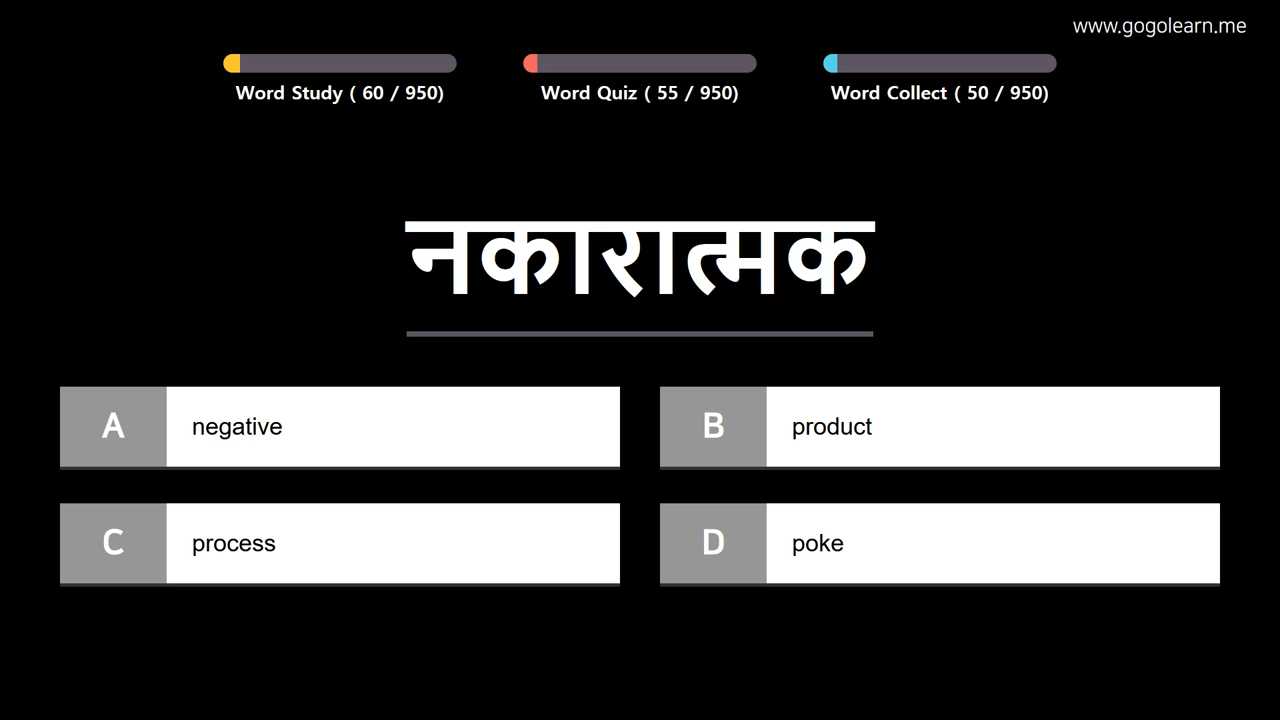 www.gogolearn.me
Word Study ( 60 / 950)
Word Quiz ( 55 / 950)
Word Collect ( 50 / 950)
नकारात्मक
A negative
B product
C process
D poke